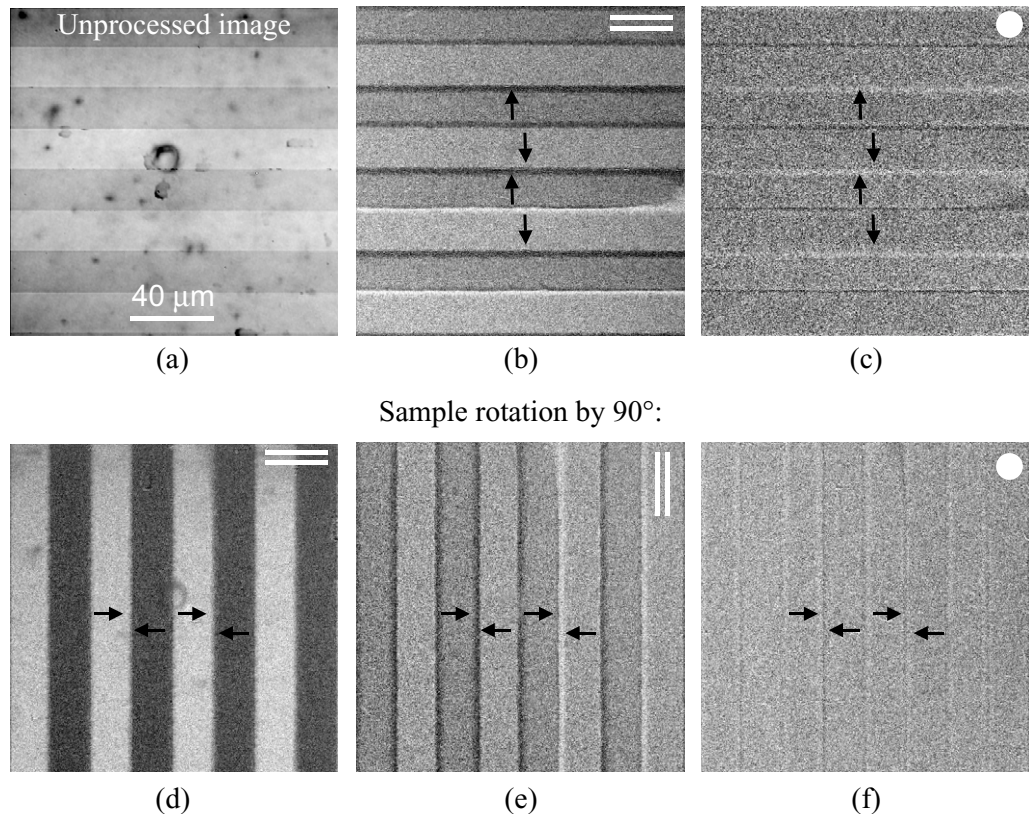 Unprocessed image
40 μm
(a)
(b)
(c)
Sample rotation by 90°:
(d)
(e)
(f)